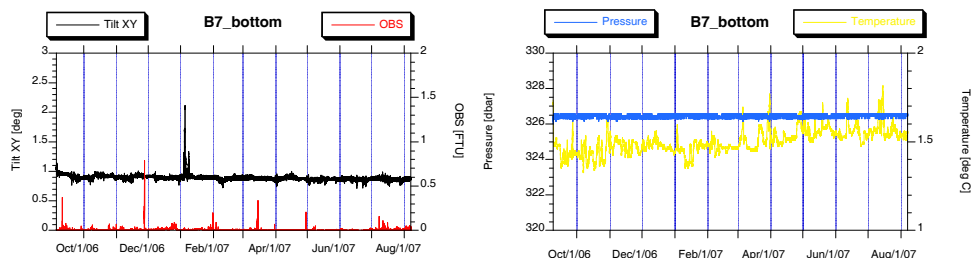 Tilt XY
B7_bottom
OBS
3
2.5
2
1.5
1
0.5
0
Tilt XY [deg]
2
1.5
1
0.5
0
OBS [FTU]
Oct/1/06
Dec/1/06
Feb/1/07
Apr/1/07
Jun/1/07
Aug/1/07
Pressure
B7_bottom
Temperature
330
328
326
324
322
320
Pressure [dbar]
2
1.5
1
Temperature [deg C]
Oct/1/06
Dec/1/06
Feb/1/07
Apr/1/07
Jun/1/07
Aug/1/07